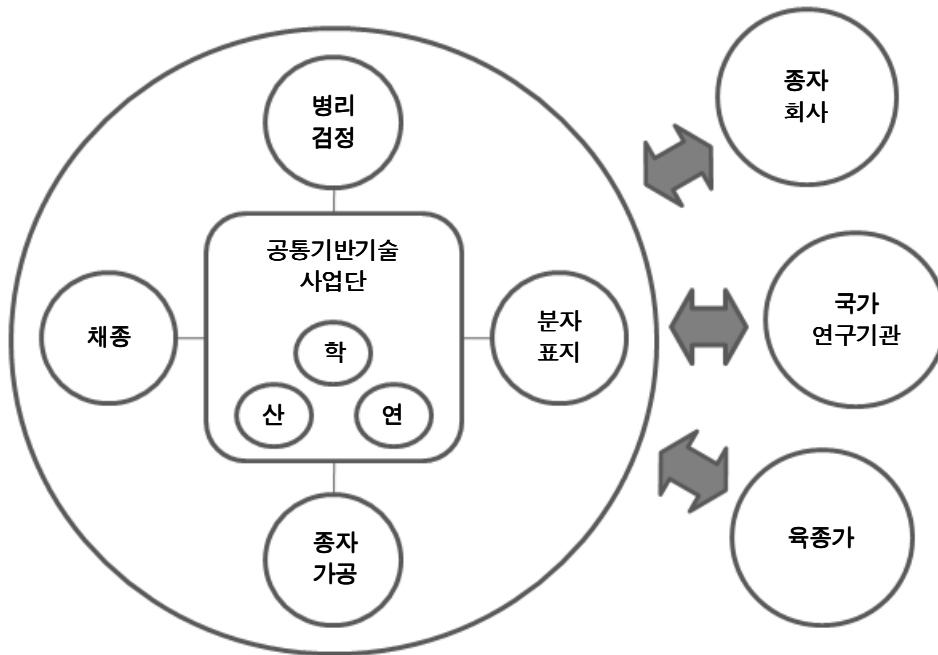 병리
검정
공통기반기술
사업단
학
산
연
채종
분자
표지
종자
가공
종자
회사
국가
연구기관
육종가